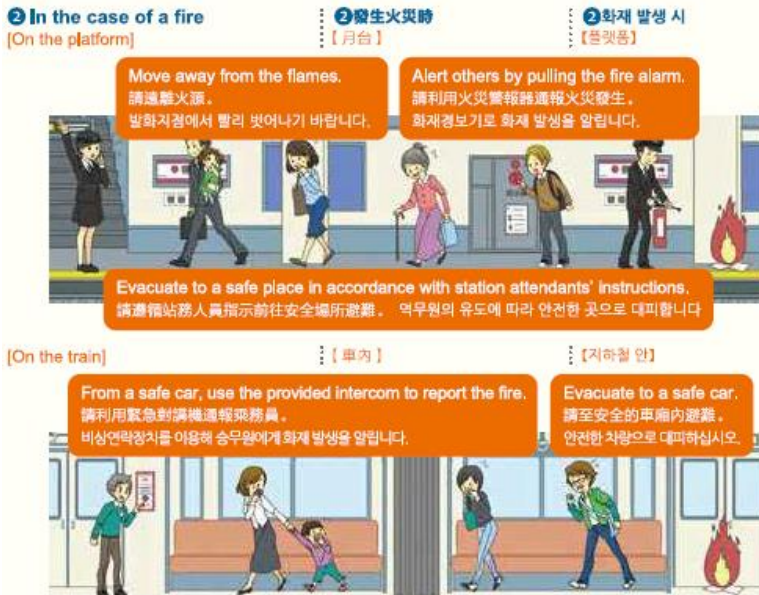 ❷ In the case of a fire
❷發生火災時
❷화재 발생 시
[On the platform]
【月台】
【플랫폼】
Move away from the flames.
請遠離火源。
발화지점에서 빨리 벗어나기 바랍니다.
Alert others by pulling the fire alarm.
請利用火災警報器通報火災發生。
화재경보기로 화재 발생을 알립니다.
Evacuate to a safe place in accordance with station attendants' instructions.
請遵循站務人員指示前往安全場所避難。 역무원의 유도에 따라 안전한 곳으로 대피합니다
[On the train]
【車內】
【지하철 안】
From a safe car, use the provided intercom to report the fire.
請利用緊急對講機通報乘務員。
비상연락장치를 이용해 승무원에게 화재 발생을 알립니다.
Evacuate to a safe car.
請至安全的車廂內避難。
안전한 차량으로 대피하십시오.